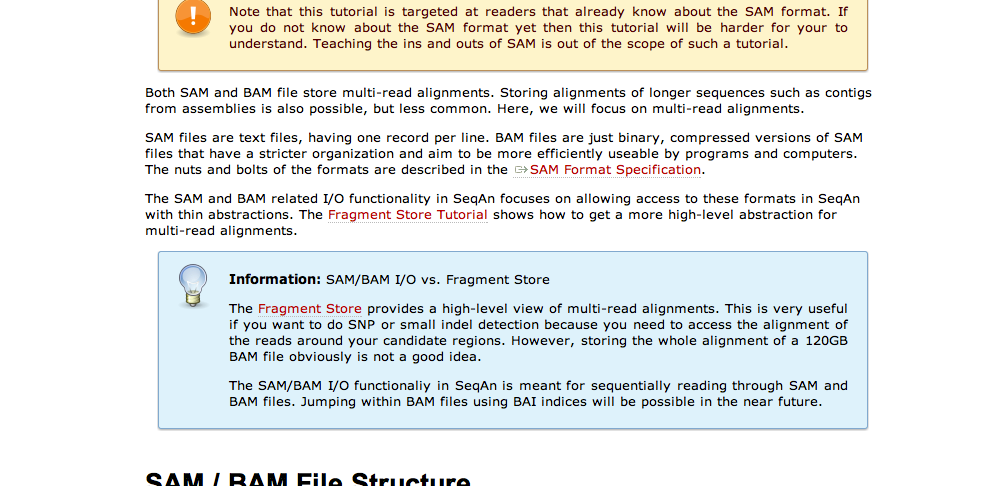 Note that this tutorial is targeted at readers that already know about the SAM format. If
you do not know about the SAM format yet then this tutorial will be harder for your to
understand. Teaching the ins and outs of SAM is out of the scope of such a tutorial.
Both SAM and BAM file store multi-read alignments. Storing alignments of longer sequences such as contigs
from assemblies is also possible, but less common. Here, we will focus on multi-read alignments.
SAM files are text files, having one record per line. BAM files are just binary, compressed versions of SAM
files that have a stricter organization and aim to be more efficiently useable by programs and computers.
The nuts and bolts of the formats are described in the SAM Format Specification.
The SAM and BAM related I/O functionality in SeqAn focuses on allowing access to these formats in SeqAn
with thin abstractions. The Fragment Store Tutorial shows how to get a more high-level abstraction for
multi-read alignments.
Information: SAM/BAM I/O vs. Fragment Store
The Fragment Store provides a high-level view of multi-read alignments. This is very useful
if you want to do SNP or small indel detection because you need to access the alignment of
the reads around your candidate regions. However, storing the whole alignment of a 120GB
BAM file obviously is not a good idea.
The SAM/BAM I/O functionaliy in SeqAn is meant for sequentially reading through SAM and
BAM files. Jumping within BAM files using BAI indices will be possible in the near future.
SAM / BAM File Structure